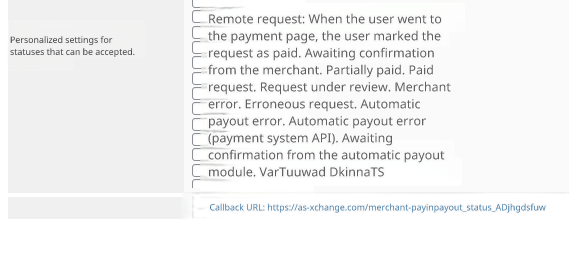 Remote request: When the user went to
the payment page, the user marked the
Personalized settings for
statuses that can be accepted.
request as paid. Awaiting confirmation
from the merchant. Partially paid. Paid
request. Request under review. Merchant
error. Erroneous request. Automatic
payout error. Automatic payout error
(payment system API). Awaiting
confirmation from the automatic payout
module. VarTuuwad DkinnaTS
Callback URL: https://as-xchange.com/merchant-payinpayout_status_ADjhgdsfuw